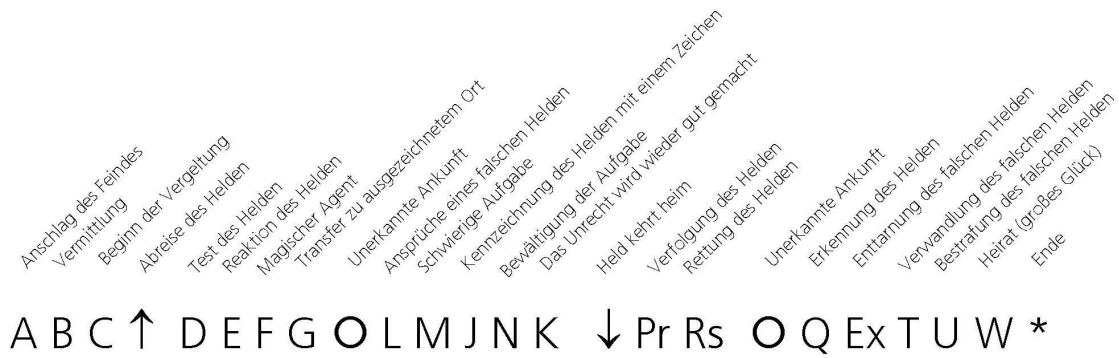 Anschlag des Feindes
Vermittlung
Beginn der Vergeltung
Abreise des Helden
Test des Helden
Reaktion des Helden
Magischer Agent
Transfer zu ausgezeichnetem Ort
Unerkannte Ankunft
Ansprüche eines falschen Helden
Schwierige Aufgabe
Kennzeichnung des Helden mit einem Zeichen
Bewältigung der Aufgabe
Das Unrecht wird wieder gut gemacht
Held kehrt heim
Verfolgung des Helden
Rettung des Helden
Unerkannte Ankunft
Erkennung des Helden
Enttarnung des falschen Helden
Verwandlung des falschen Helden
Bestrafung des falschen Helden
Heirat (großes Glück)
Ende
A B C ↑ D E F G O L M J N K ↓ Pr Rs O Q Ex T U W *